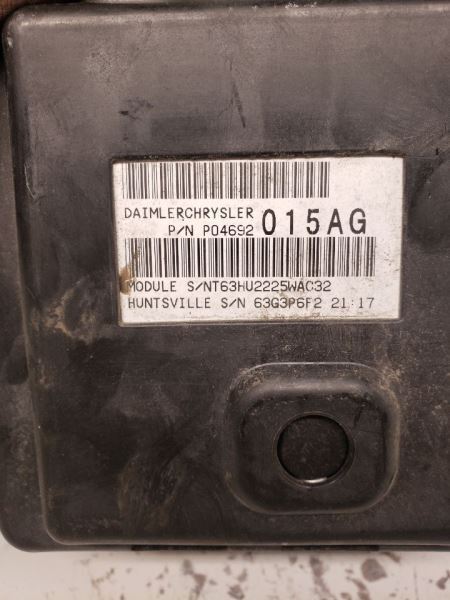 DAIMLERCHRYSLER
P/N P04692 015AG
MODULE S/NT63HU2225WAC32
HUNTSVILLE S/N 63G3P6F2 21:17